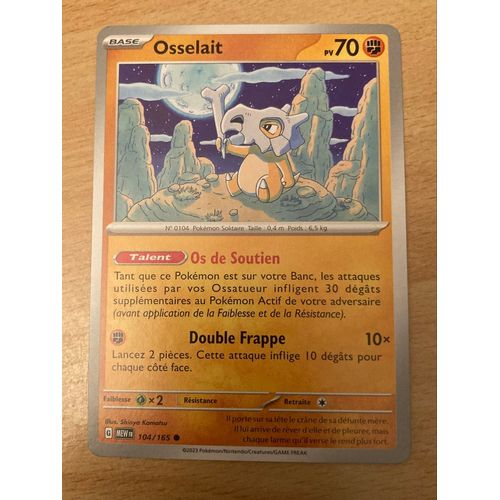 BASE Osselait PV 70
N° 0104 Pokémon Solitaire Taille : 0,4 m Poids : 6,5 kg
Talent Os de Soutien
Tant que ce Pokémon est sur votre Banc, les attaques
utilisées par vos Ossatueur infligent 30 dégâts
supplémentaires au Pokémon Actif de votre adversaire
(avant application de la Faiblesse et de la Résistance).
Double Frappe 10×
Lancez 2 pièces. Cette attaque inflige 10 dégâts pour
chaque côté face.
Faiblesse ×2 Résistance Retraite
Illus. Shinya Komatsu
G MEW FR 104/165
Il porte sur sa tête le crâne de sa défunte mère.
Il lui arrive de rêver d'elle et de pleurer, mais
chaque larme qu'il verse le rend plus fort.
©2023 Pokémon/Nintendo/Creatures/GAME FREAK